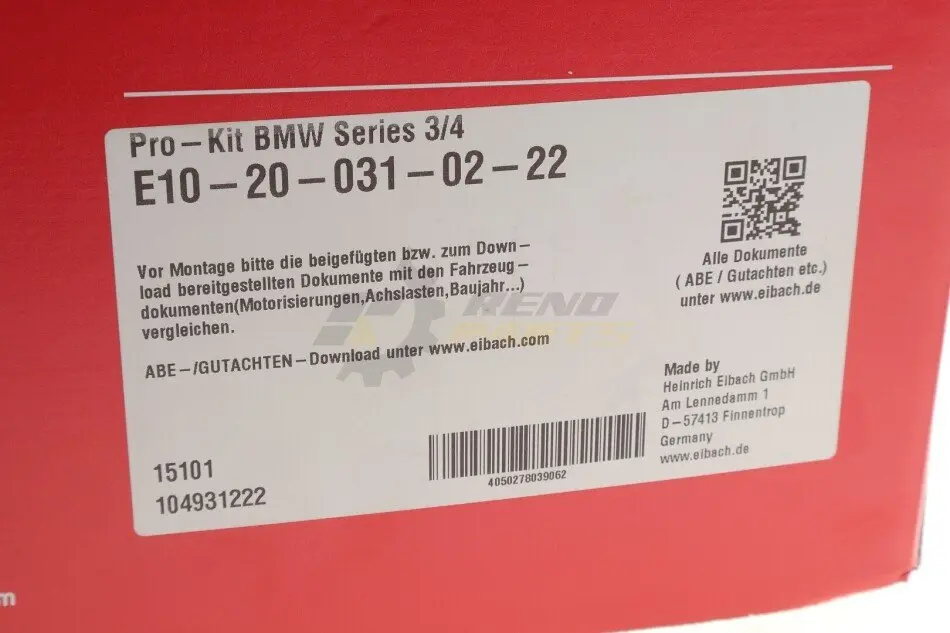 Pro-Kit BMW Series 3/4
E10-20-031-02-22
Vor Montage bitte die beigefügten bzw. zum Down-
load bereitgestellten Dokumente mit den Fahrzeug-
dokumenten(Motorisierungen,Achslasten,Baujahr...)
vergleichen.
ABE-/GUTACHTEN-Download unter www.eibach.com
15101
104931222
4050278039062
Alle Dokumente
( ABE / Gutachten etc.)
unter www.eibach.de
Made by
Heinrich Eibach GmbH
Am Lennedamm 1
D-57413 Finnentrop
Germany
www.eibach.de
RENO
PARTS
m